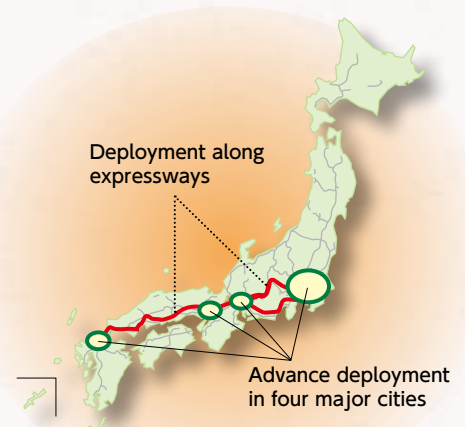 Deployment along
expressways
Advance deployment
in four major cities